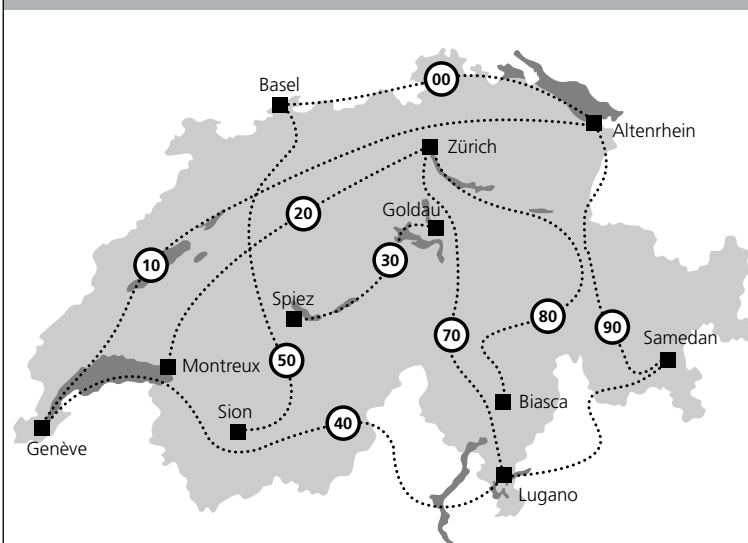 00
Basel
Altenrhein
Zürich
20
Goldau
10
30
Spiez
80
90
70
Samedan
50
Montreux
Biasca
Sion
40
Genève
Lugano